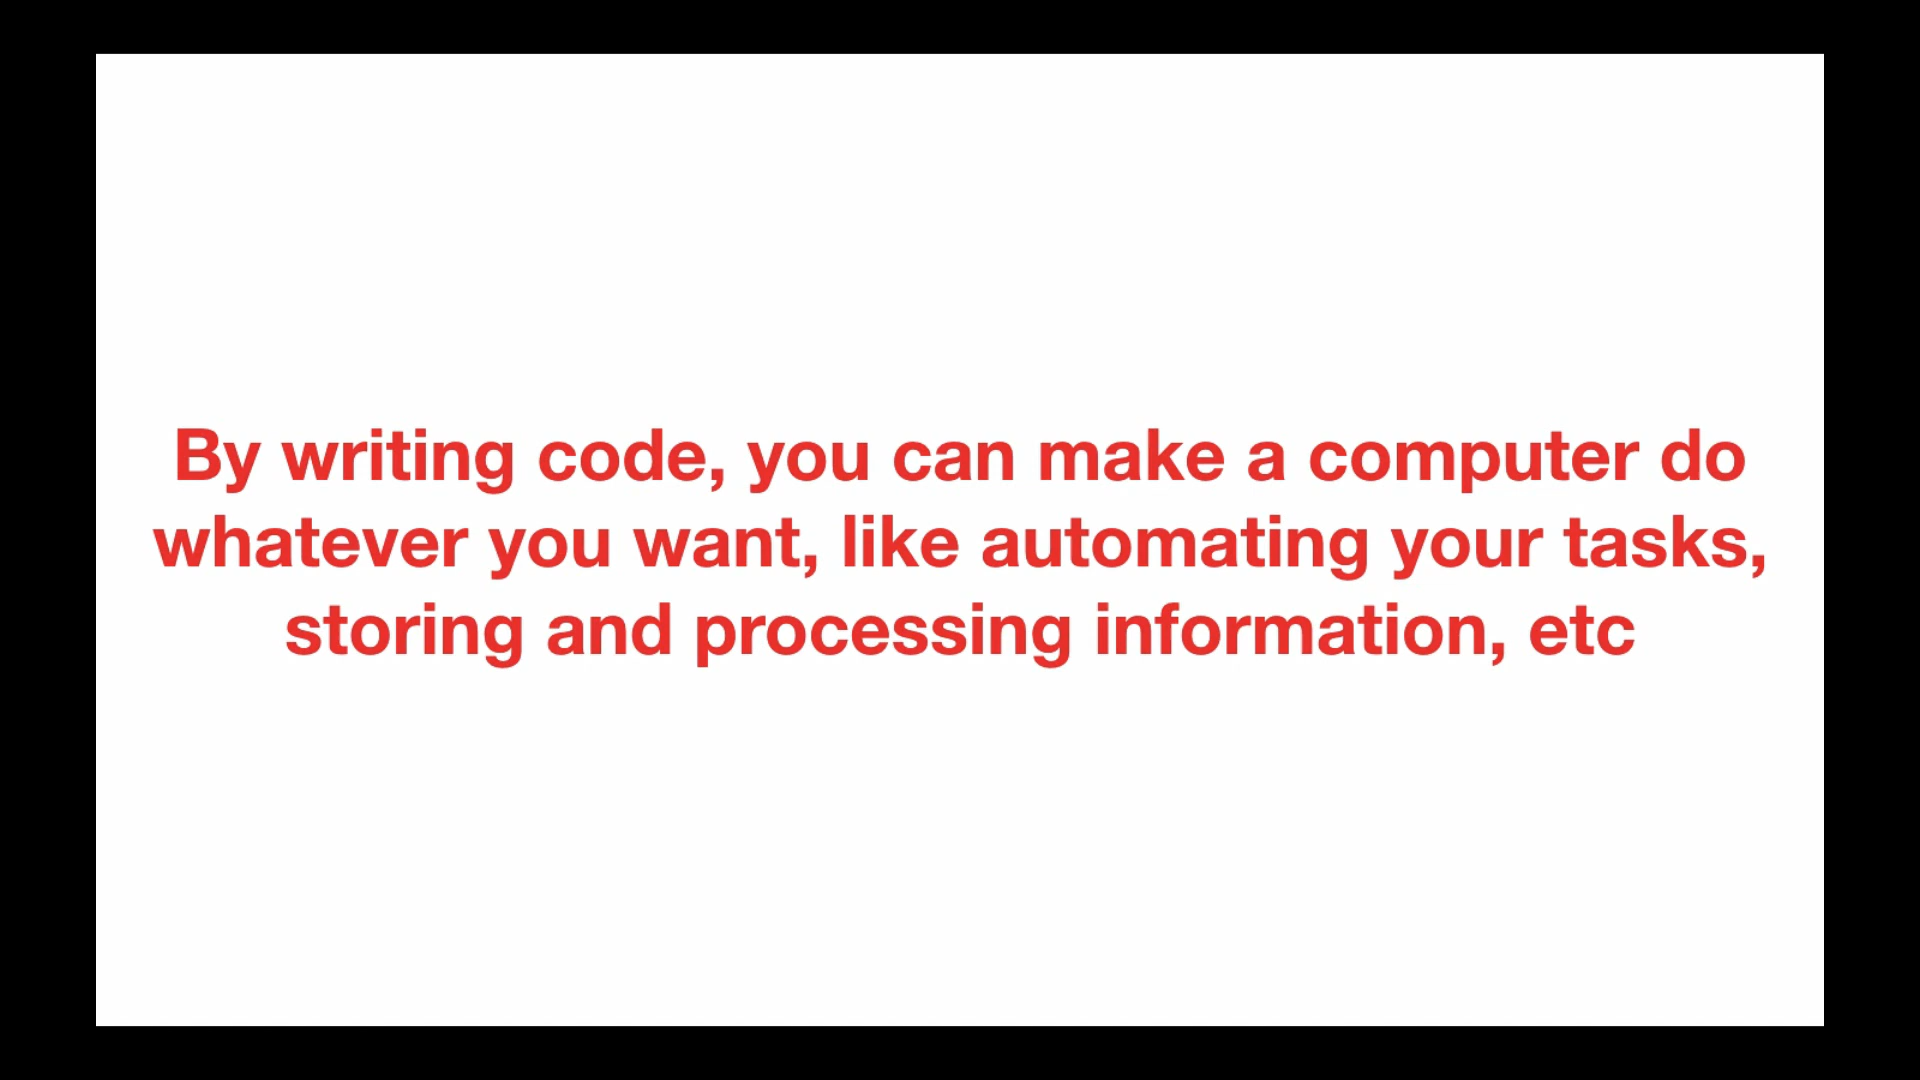 By writing code, you can make a computer do
whatever you want, like automating your tasks,
storing and processing information, etc